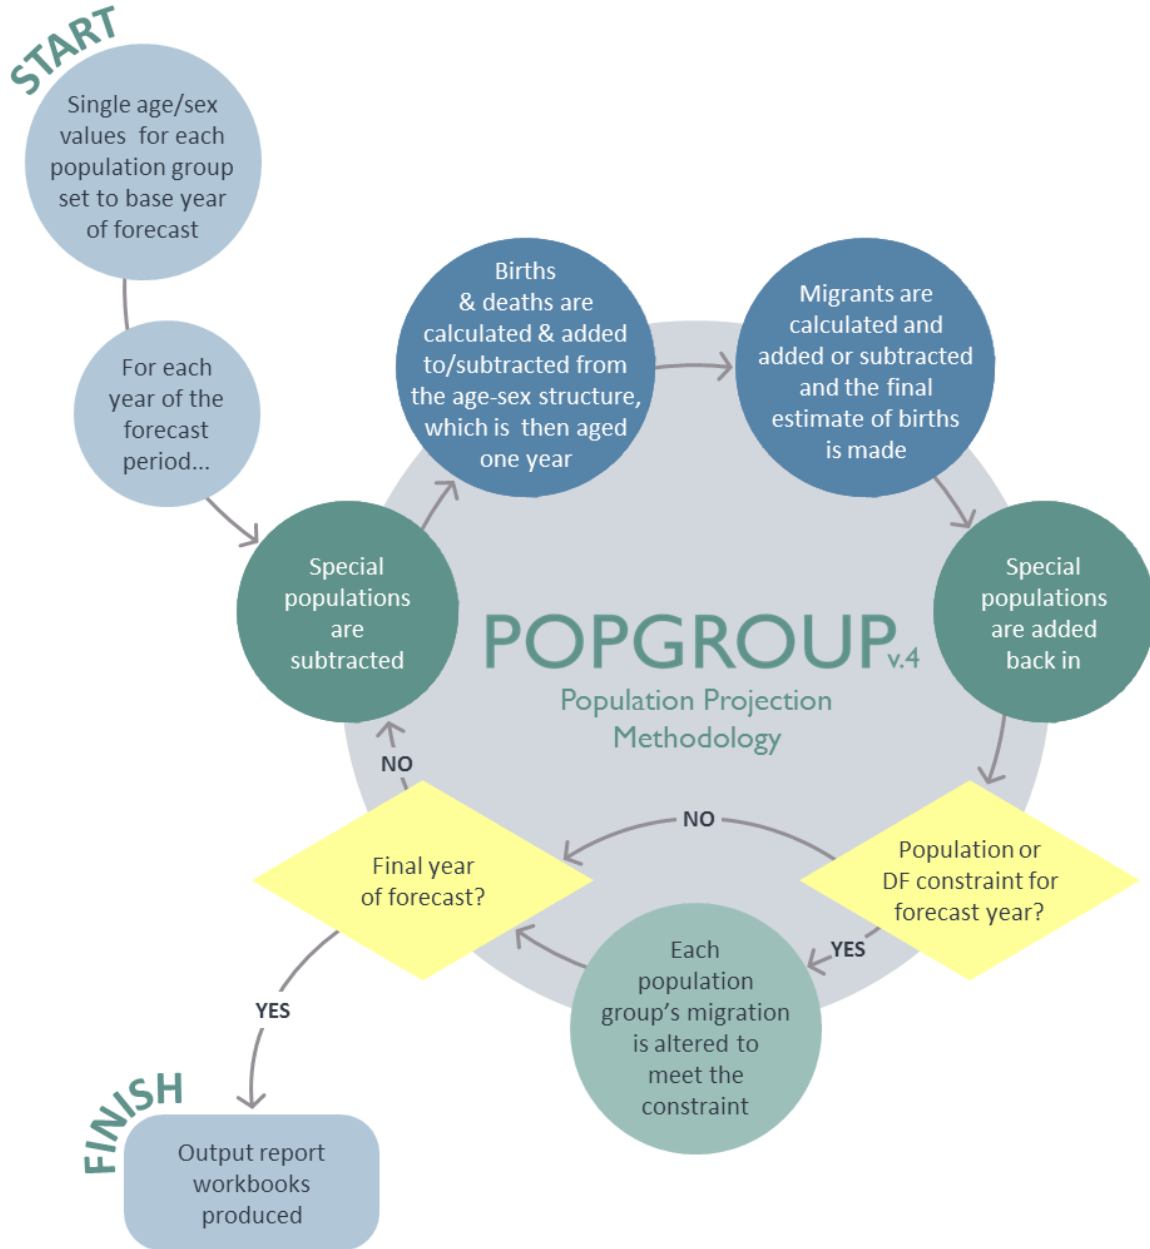 START
Single age/sex
values for each
population group
set to base year
of forecast
For each
year of the
forecast
period...
Special
populations
are
subtracted
Births
& deaths are
calculated & added
to/subtracted from
the age-sex structure,
which is then aged
one year
Migrants are
calculated and
added or subtracted
and the final
estimate of births
is made
Special
populations
are added
back in
POPGROUP v.4
Population Projection
Methodology
Population or
DF constraint for
forecast year?
NO
YES
Each
population
group's migration
is altered to
meet the
constraint
Final year
of forecast?
NO
YES
FINISH
Output report
workbooks
produced